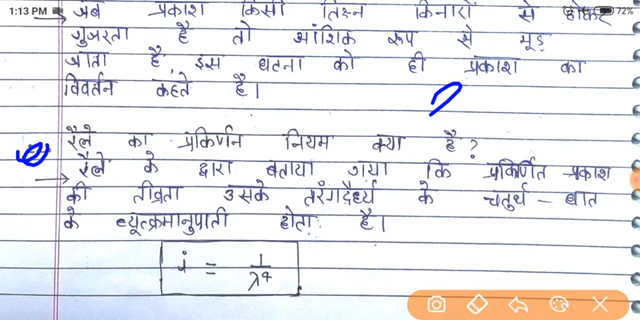 1:13 PM 72%
जब प्रकाश किसी तिक्ष्न किनारों से होकर
गुजरता है तो आंशिक रूप से मूड़
जाता है, इस घटना को ही प्रकाश का
विवर्तन कहते है।
रैले का प्रकिर्णन नियम क्या है?
रैले के द्वारा बताया गया कि प्रकिर्णित प्रकाश
की तीव्रता उसके तरंगदैर्ध्य के चतुर्थ - घात
के व्यूत्क्रमानुपाती होता है।
i = 1/λ⁴